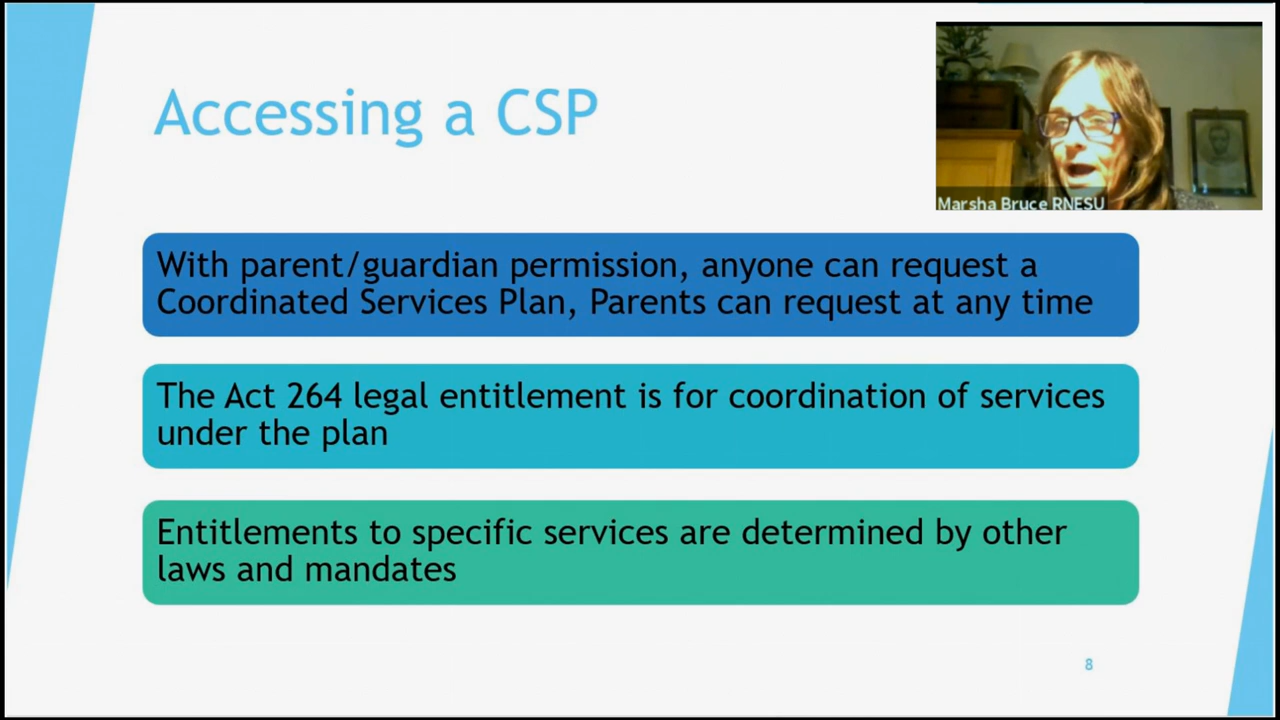 Accessing a CSP
Marsha Bruce RNESU
With parent/guardian permission, anyone can request a
Coordinated Services Plan, Parents can request at any time
The Act 264 legal entitlement is for coordination of services
under the plan
Entitlements to specific services are determined by other
laws and mandates
8